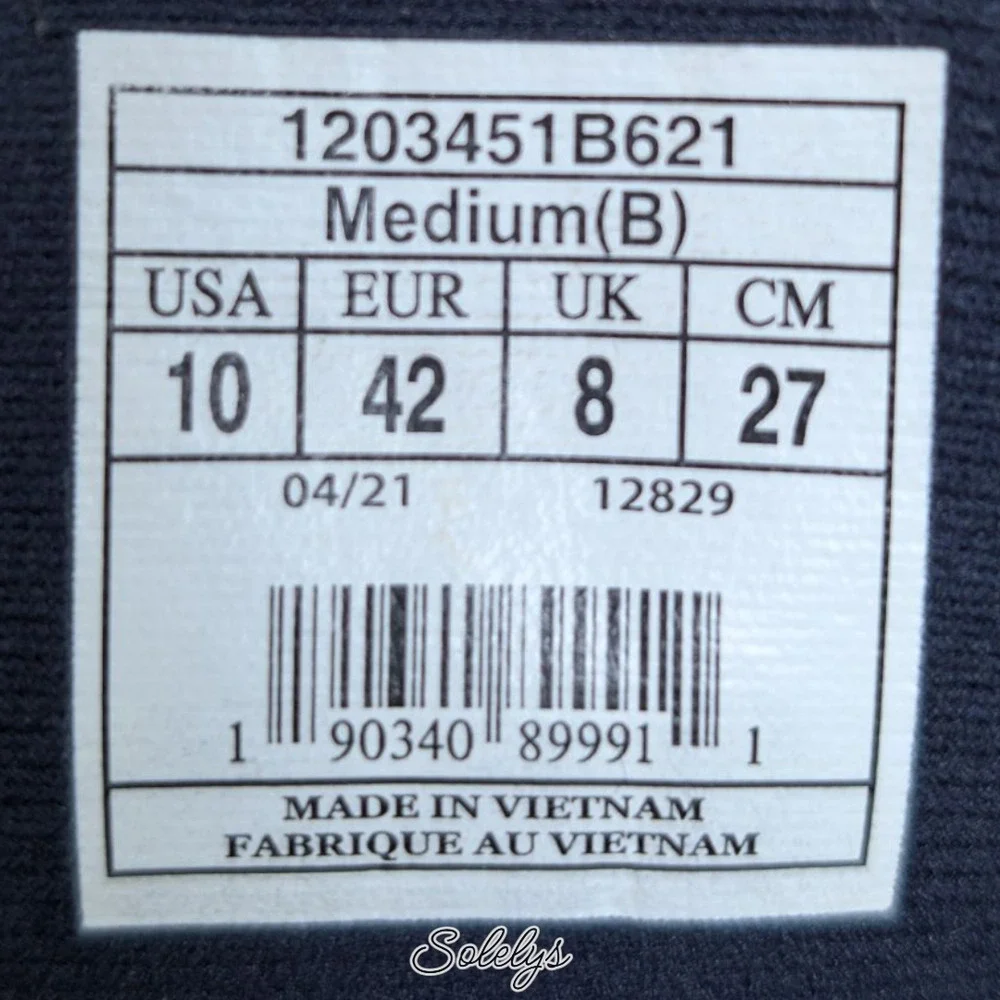 1203451B621
Medium(B)
USA EUR UK CM
10 42 8 27
04/21 12829
1 90340 89991 1
MADE IN VIETNAM
FABRIQUE AU VIETNAM
Solelys